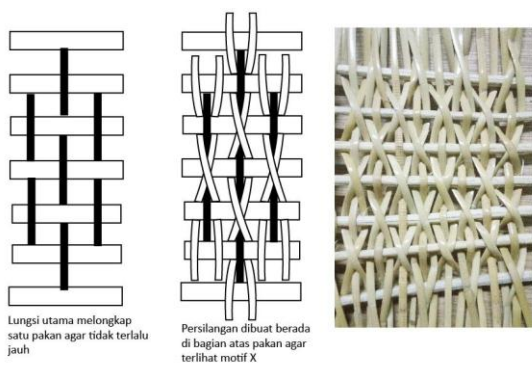 Lungsi utama melongkap
satu pakan agar tidak terlalu
jauh
Persilangan dibuat berada
di bagian atas pakan agar
terlihat motif X